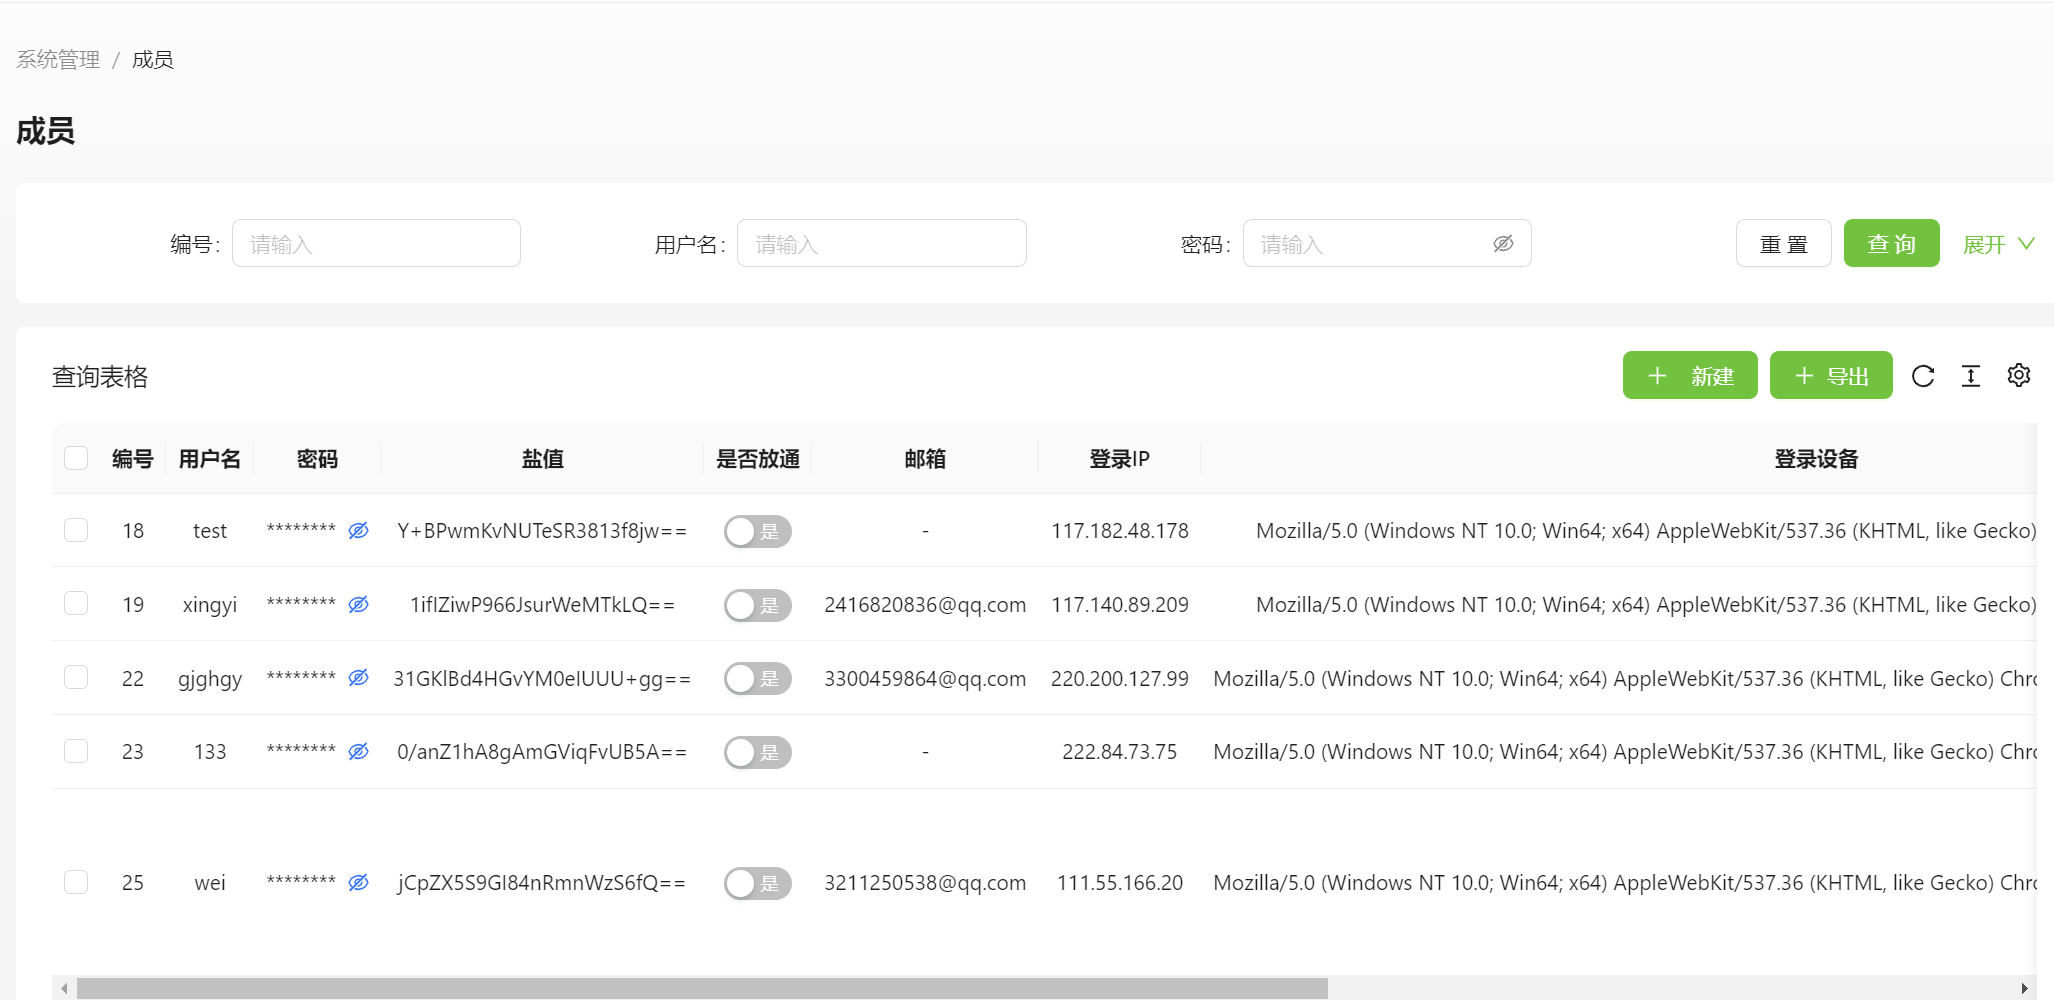 系统管理 / 成员
成员
编号: 请输入 用户名: 请输入 密码: 请输入 重 置 查 询 展开
查询表格 + 新建 + 导出
编号 用户名 密码 盐值 是否放通 邮箱 登录IP 登录设备
18 test ******** Y+BPwmKvNUTeSR3813f8jw== 是 - 117.182.48.178 Mozilla/5.0 (Windows NT 10.0; Win64; x64) AppleWebKit/537.36 (KHTML, like Gecko)
19 xingyi ******** 1ifIZiwP966JsurWeMTkLQ== 是 2416820836@qq.com 117.140.89.209 Mozilla/5.0 (Windows NT 10.0; Win64; x64) AppleWebKit/537.36 (KHTML, like Gecko)
22 gjghgy ******** 31GKlBd4HGvYM0eIUUU+gg== 是 3300459864@qq.com 220.200.127.99 Mozilla/5.0 (Windows NT 10.0; Win64; x64) AppleWebKit/537.36 (KHTML, like Gecko) Chr
23 133 ******** 0/anZ1hA8gAmGViqFvUB5A== 是 - 222.84.73.75 Mozilla/5.0 (Windows NT 10.0; Win64; x64) AppleWebKit/537.36 (KHTML, like Gecko) Chr
25 wei ******** jCpZX5S9GI84nRmnWzS6fQ== 是 3211250538@qq.com 111.55.166.20 Mozilla/5.0 (Windows NT 10.0; Win64; x64) AppleWebKit/537.36 (KHTML, like Gecko) Chr